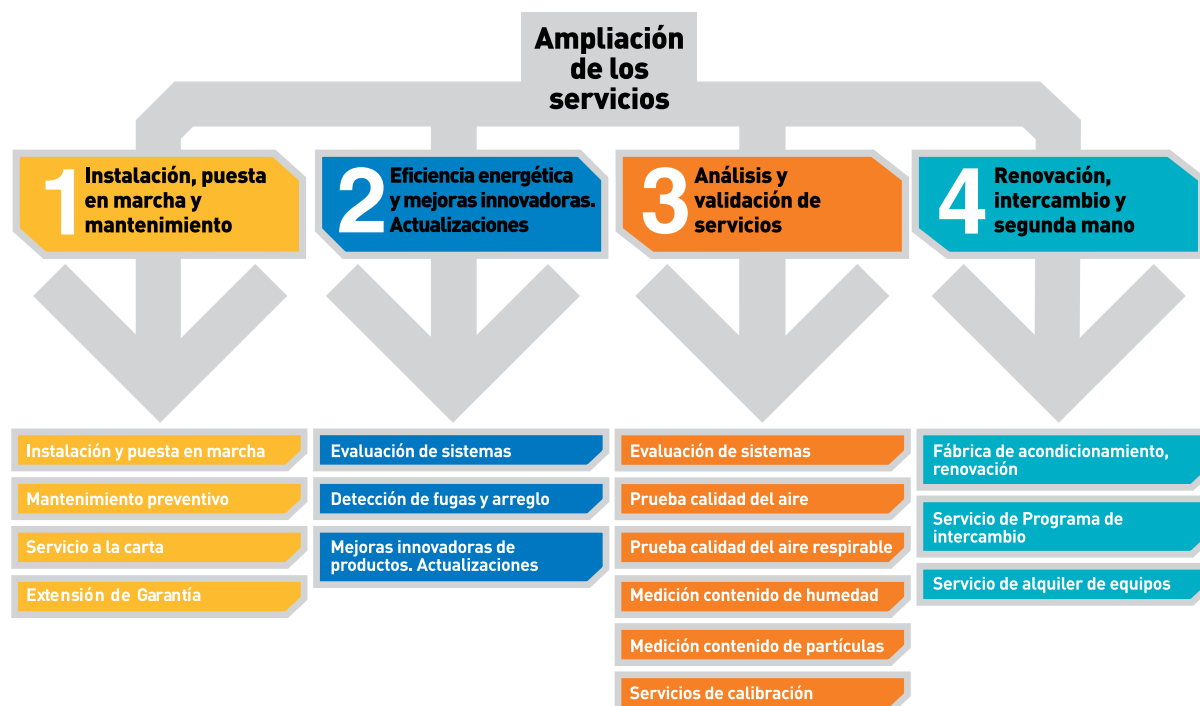 Ampliación
de los
servicios
1
Instalación, puesta
en marcha y
mantenimiento
2
Eficiencia energética
y mejoras innovadoras.
Actualizaciones
3
Análisis y
validación de
servicios
4
Renovación,
intercambio y
segunda mano
Instalación y puesta en marcha
Mantenimiento preventivo
Servicio a la carta
Extensión de Garantía
Evaluación de sistemas
Detección de fugas y arreglo
Mejoras innovadoras de
productos. Actualizaciones
Evaluación de sistemas
Prueba calidad del aire
Prueba calidad del aire respirable
Medición contenido de humedad
Medición contenido de partículas
Servicios de calibración
Fábrica de acondicionamiento,
renovación
Servicio de Programa de
intercambio
Servicio de alquiler de equipos